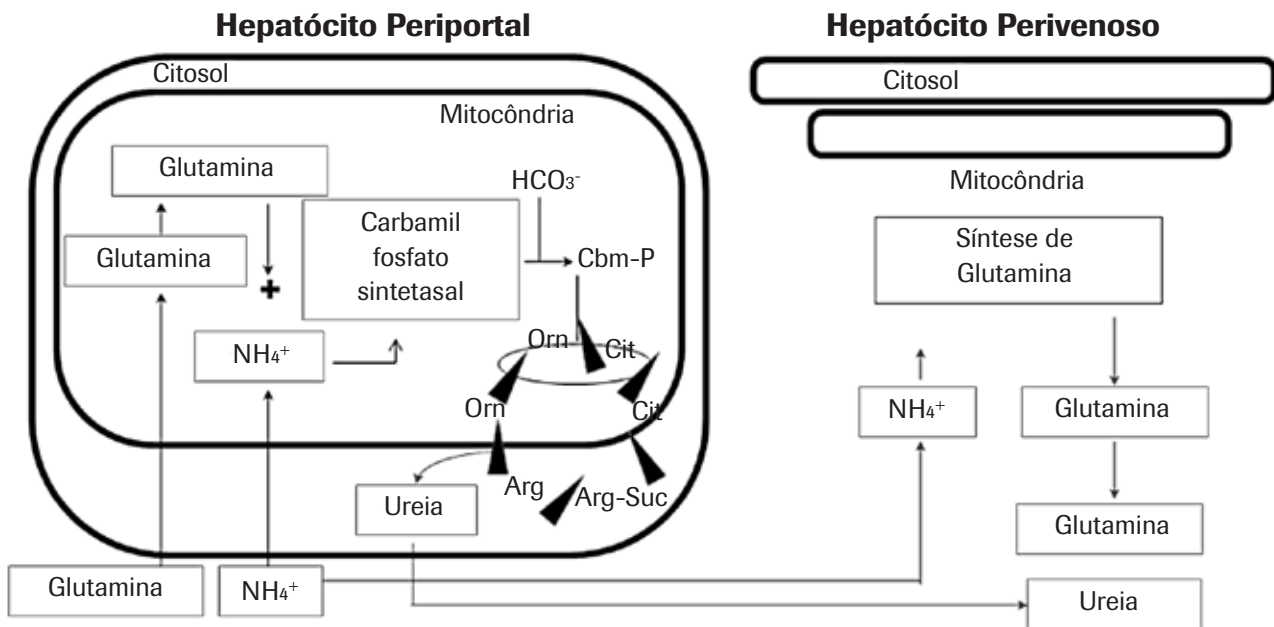 Hepatócito Periportal
Hepatócito Perivenoso
Citosol
Mitocôndria
Glutamina
Glutamina
NH₄⁺
Carbamil
fosfato
sintetasal
HCO₃⁻
Cbm-P
Orn
Cit
Orn
Cit
Arg
Arg-Suc
Ureia
Glutamina
NH₄⁺
Citosol
Mitocôndria
Síntese de
Glutamina
NH₄⁺
Glutamina
Glutamina
Ureia